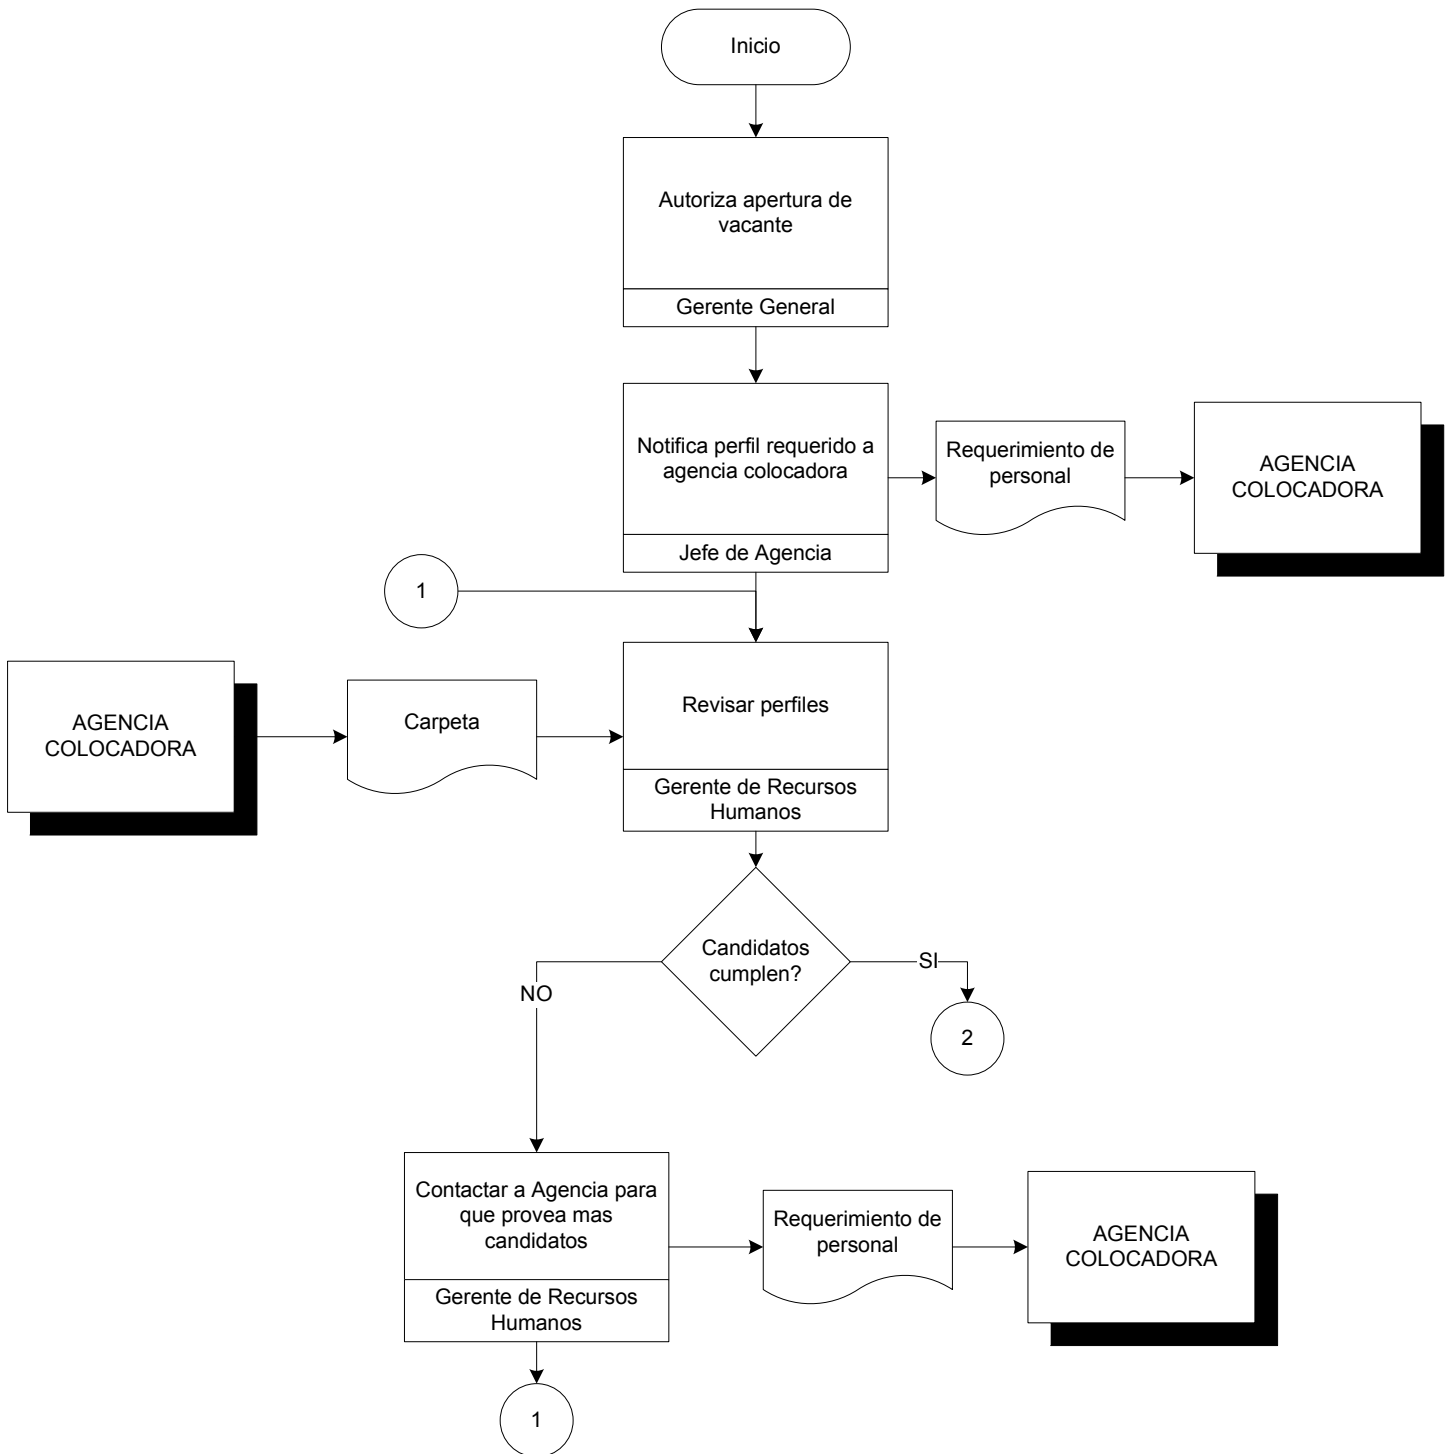 Inicio
Autoriza apertura de
vacante
Gerente General
Notifica perfil requerido a
agencia colocadora
Jefe de Agencia
Requerimiento de
personal
AGENCIA
COLOCADORA
1
AGENCIA
COLOCADORA
Carpeta
Revisar perfiles
Gerente de Recursos
Humanos
Candidatos
cumplen?
SI
NO
2
Contactar a Agencia para
que provea mas
candidatos
Gerente de Recursos
Humanos
Requerimiento de
personal
AGENCIA
COLOCADORA
1